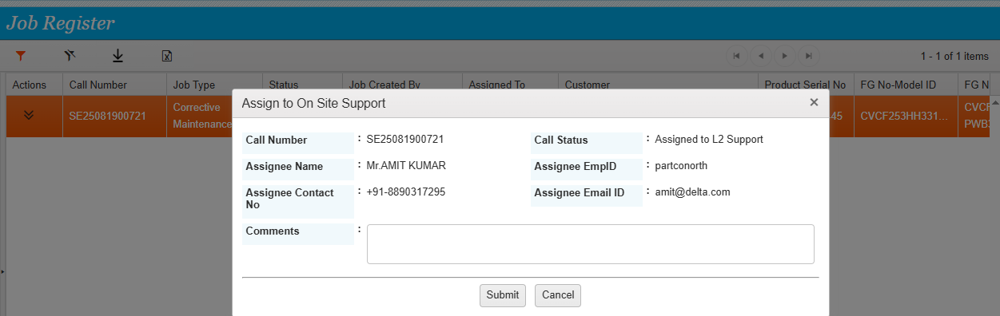 Job Register
1 - 1 of 1 items
Actions Call Number Job Type Status Job Created By Assigned To Customer Product Serial No FG No-Model ID FG N
SE25081900721 Corrective Maintenance 45 CVCF253HH331... CVCF PWB
Assign to On Site Support ×
Call Number : SE25081900721 Call Status : Assigned to L2 Support
Assignee Name : Mr.AMIT KUMAR Assignee EmpID : partconorth
Assignee Contact No : +91-8890317295 Assignee Email ID : amit@delta.com
Comments :
Submit Cancel